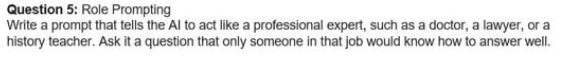 Question 5: Role Prompting
Write a prompt that tells the AI to act like a professional expert, such as a doctor, a lawyer, or a
history teacher. Ask it a question that only someone in that job would know how to answer well.